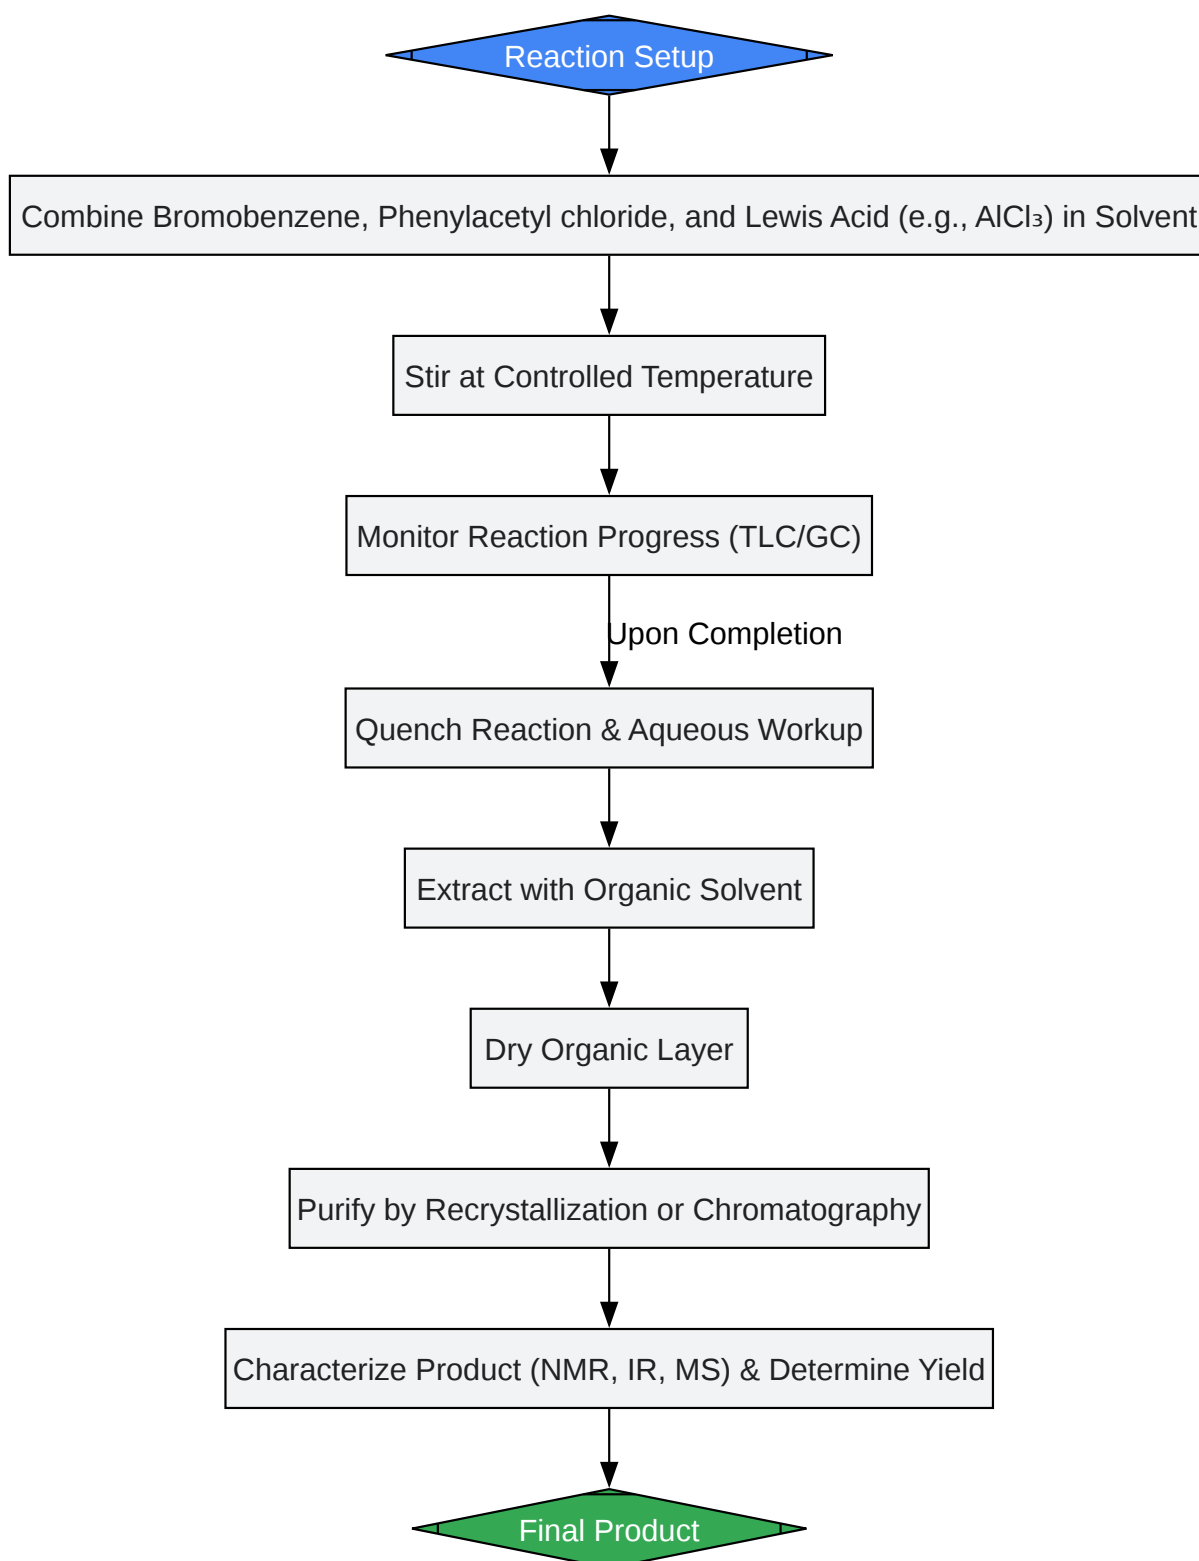 Reaction Setup
Combine Bromobenzene, Phenylacetyl chloride, and Lewis Acid (e.g., AlCl₃) in Solvent
Stir at Controlled Temperature
Monitor Reaction Progress (TLC/GC)
Upon Completion
Quench Reaction & Aqueous Workup
Extract with Organic Solvent
Dry Organic Layer
Purify by Recrystallization or Chromatography
Characterize Product (NMR, IR, MS) & Determine Yield
Final Product